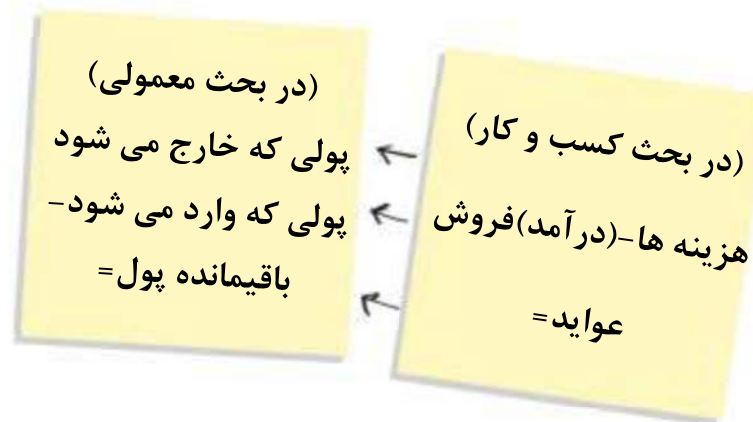 (در بحث کسب و کار)
هزینه ها-(درآمد)فروش
عواید=
(در بحث معمولی)
پولی که خارج می شود
پولی که وارد می شود-
باقیمانده پول=